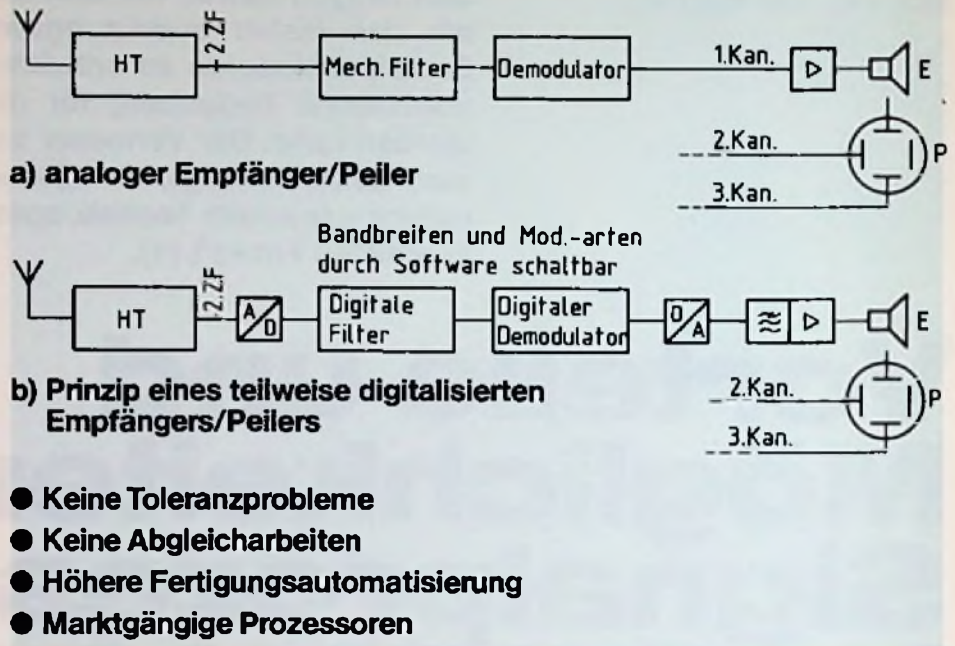 HT
2.ZF
Mech. Filter
Demodulator
1.Kan.
E
2.Kan.
P
3.Kan.
a) analoger Empfänger/Peiler
Bandbreiten und Mod.-arten
durch Software schaltbar
HT
2.ZF
A/D
Digitale
Filter
Digitaler
Demodulator
D/A
E
2.Kan.
P
3.Kan.
b) Prinzip eines teilweise digitalisierten
Empfängers/Peilers
● Keine Toleranzprobleme
● Keine Abgleicharbeiten
● Höhere Fertigungsautomatisierung
● Marktgängige Prozessoren